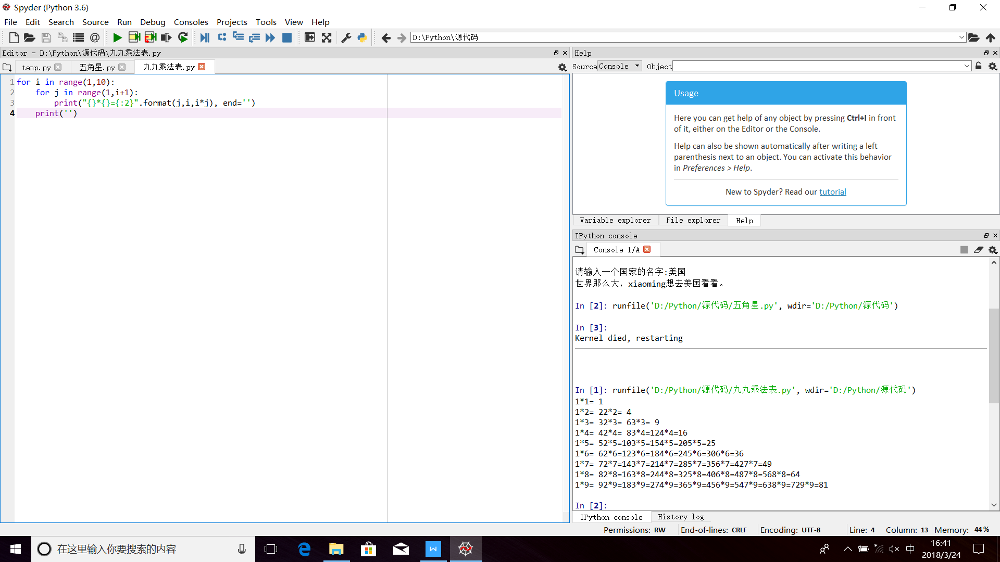 Spyder (Python 3.6)
File Edit Search Source Run Debug Consoles Projects Tools View Help
D:\Python\源代码
Editor - D:\Python\源代码\九九乘法表.py
temp.py 五角星.py 九九乘法表.py
1 for i in range(1,10):
2     for j in range(1,i+1):
3         print("{}*{}={:2}".format(j,i,i*j), end='')
4     print('')
Help
Source Console Object
Usage
Here you can get help of any object by pressing Ctrl+I in front
of it, either on the Editor or the Console.
Help can also be shown automatically after writing a left
parenthesis next to an object. You can activate this behavior
in Preferences > Help.
New to Spyder? Read our tutorial
Variable explorer File explorer Help
IPython console
Console 1/A
请输入一个国家的名字:美国
世界那么大，xiaoming想去美国看看。
In [2]: runfile('D:/Python/源代码/五角星.py', wdir='D:/Python/源代码')
In [3]:
Kernel died, restarting
In [1]: runfile('D:/Python/源代码/九九乘法表.py', wdir='D:/Python/源代码')
1*1= 1
1*2= 22*2= 4
1*3= 32*3= 63*3= 9
1*4= 42*4= 83*4=124*4=16
1*5= 52*5=103*5=154*5=205*5=25
1*6= 62*6=123*6=184*6=245*6=306*6=36
1*7= 72*7=143*7=214*7=285*7=356*7=427*7=49
1*8= 82*8=163*8=244*8=325*8=406*8=487*8=568*8=64
1*9= 92*9=183*9=274*9=365*9=456*9=547*9=638*9=729*9=81
In [2]:
IPython console History log
Permissions: RW End-of-lines: CRLF Encoding: UTF-8 Line: 4 Column: 13 Memory: 44 %
在这里输入你要搜索的内容
中
16:41
2018/3/24